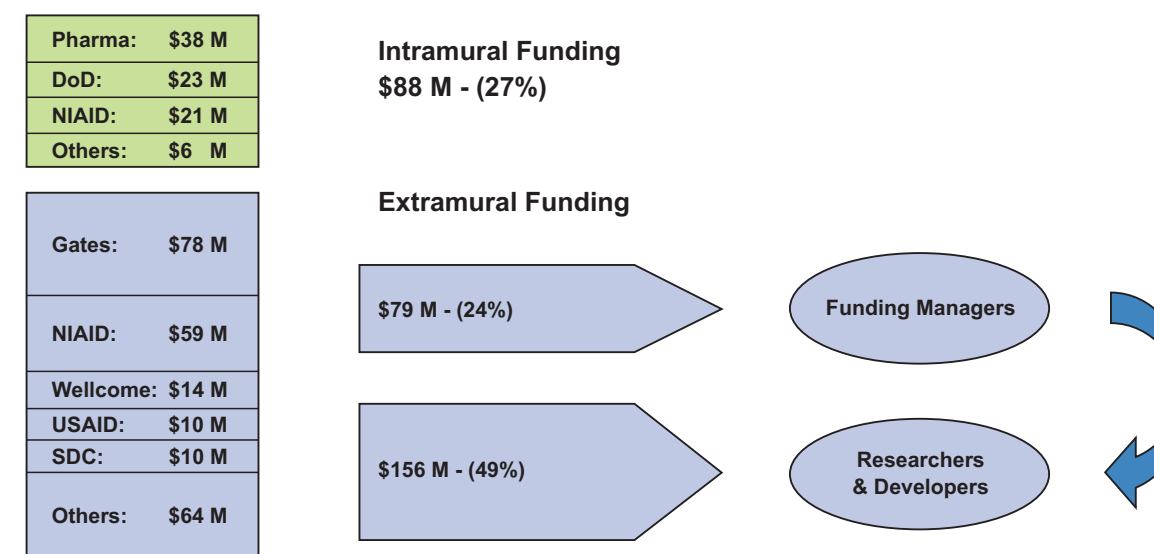 Pharma: $38 M
DoD: $23 M
NIAID: $21 M
Others: $6 M
Intramural Funding
$88 M - (27%)
Gates: $78 M
NIAID: $59 M
Wellcome: $14 M
USAID: $10 M
SDC: $10 M
Others: $64 M
Extramural Funding
$79 M - (24%)
Funding Managers
$156 M - (49%)
Researchers
& Developers